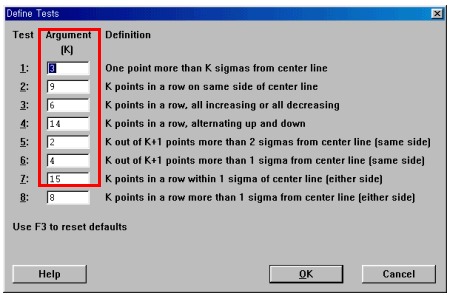 Define Tests
Test Argument Definition
(K)
1: 3 One point more than K sigmas from center line
2: 9 K points in a row on same side of center line
3: 6 K points in a row, all increasing or all decreasing
4: 14 K points in a row, alternating up and down
5: 2 K out of K+1 points more than 2 sigmas from center line (same side)
6: 4 K out of K+1 points more than 1 sigma from center line (same side)
7: 15 K points in a row within 1 sigma of center line (either side)
8: 8 K points in a row more than 1 sigma from center line (either side)
Use F3 to reset defaults
Help OK Cancel